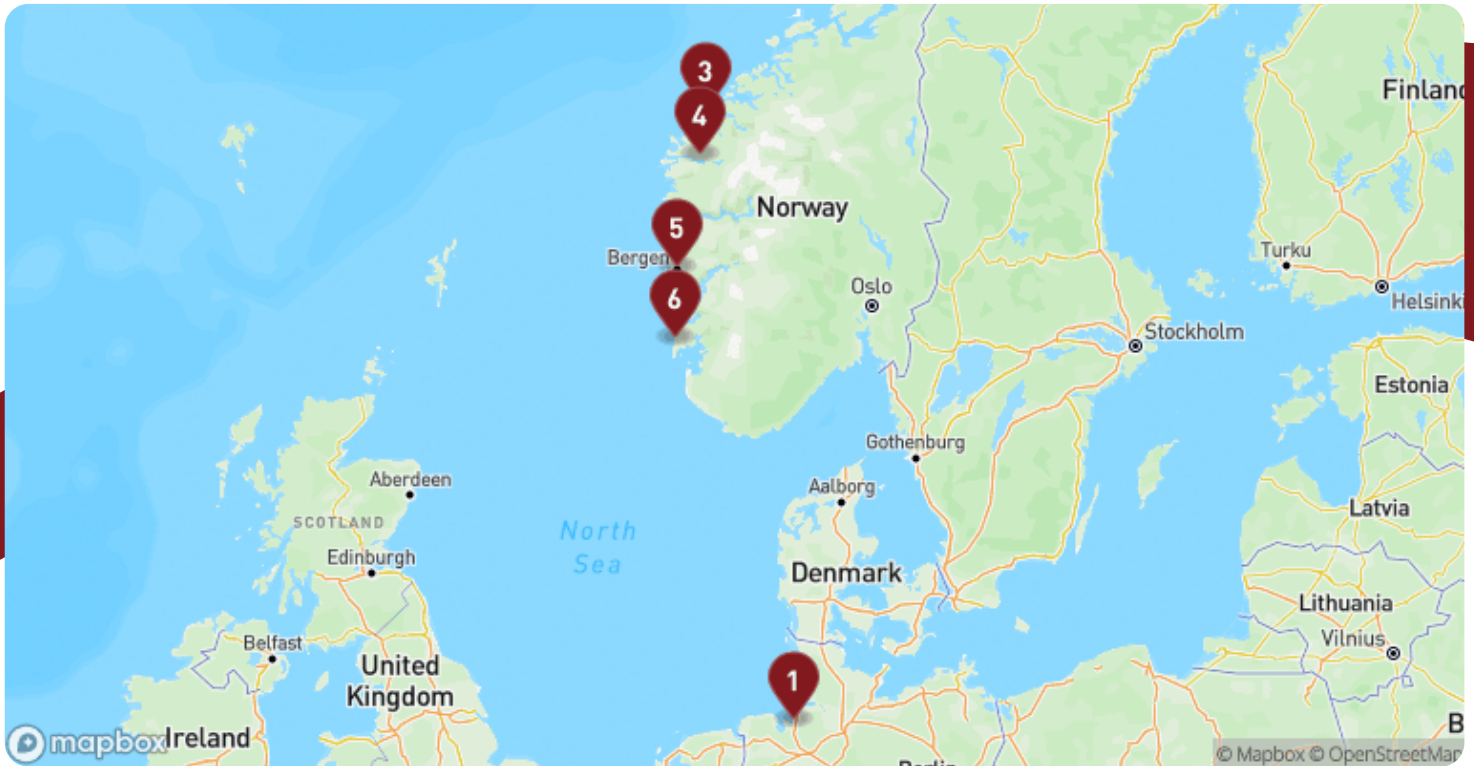 3
Finland
4
Norway
5
Bergen
Turku
6
Oslo
Helsinki
Stockholm
Estonia
Gothenburg
Aberdeen
Aalborg
Latvia
SCOTLAND
North
Sea
Edinburgh
Denmark
Lithuania
Belfast
Vilnius
United
Kingdom
1
B
Ireland
mapbox
© Mapbox © OpenStreetMap